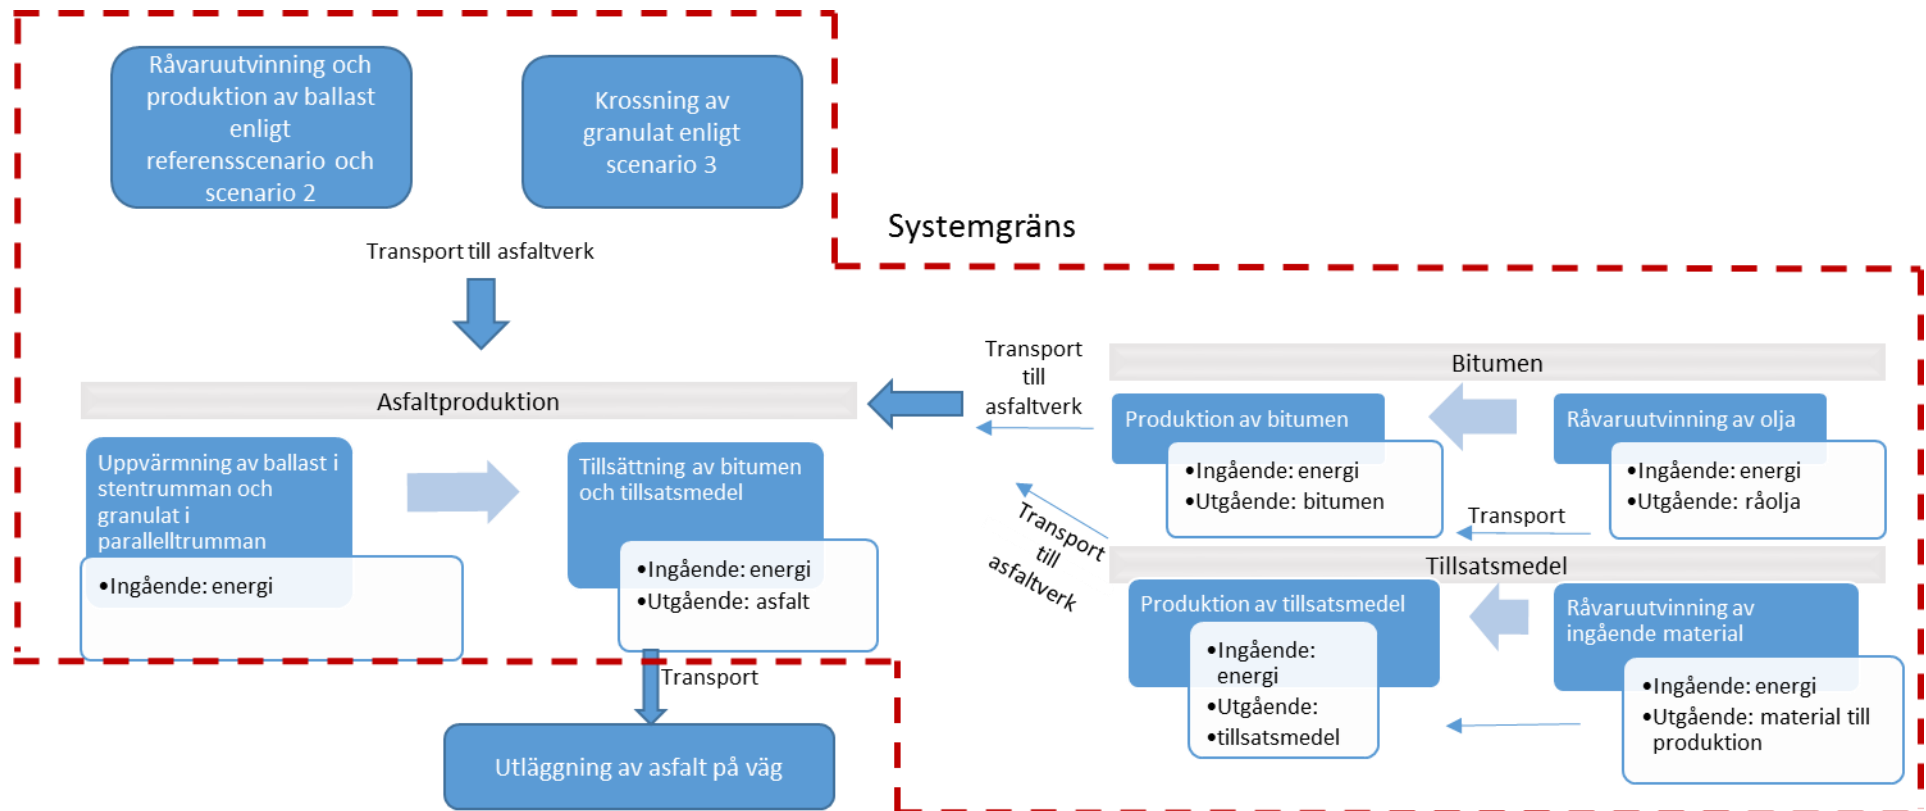 Råvaruutvinning och
produktion av ballast
enligt
referensscenario och
scenario 2
Krossning av
granulat enligt
scenario 3
Systemgräns
Transport till asfaltverk
Asfaltproduktion
Uppvärmning av ballast i
stentrumman och
granulat i
parallelltrumman
•Ingående: energi
Tillsättning av bitumen
och tillsatsmedel
•Ingående: energi
•Utgående: asfalt
Transport
Utläggning av asfalt på väg
Transport
till
asfaltverk
Bitumen
Produktion av bitumen
•Ingående: energi
•Utgående: bitumen
Råvaruutvinning av olja
•Ingående: energi
•Utgående: råolja
Transport
Transport
till
asfaltverk
Tillsatsmedel
Produktion av tillsatsmedel
•Ingående:
energi
•Utgående:
•tillsatsmedel
Råvaruutvinning av
ingående material
•Ingående: energi
•Utgående: material till
produktion